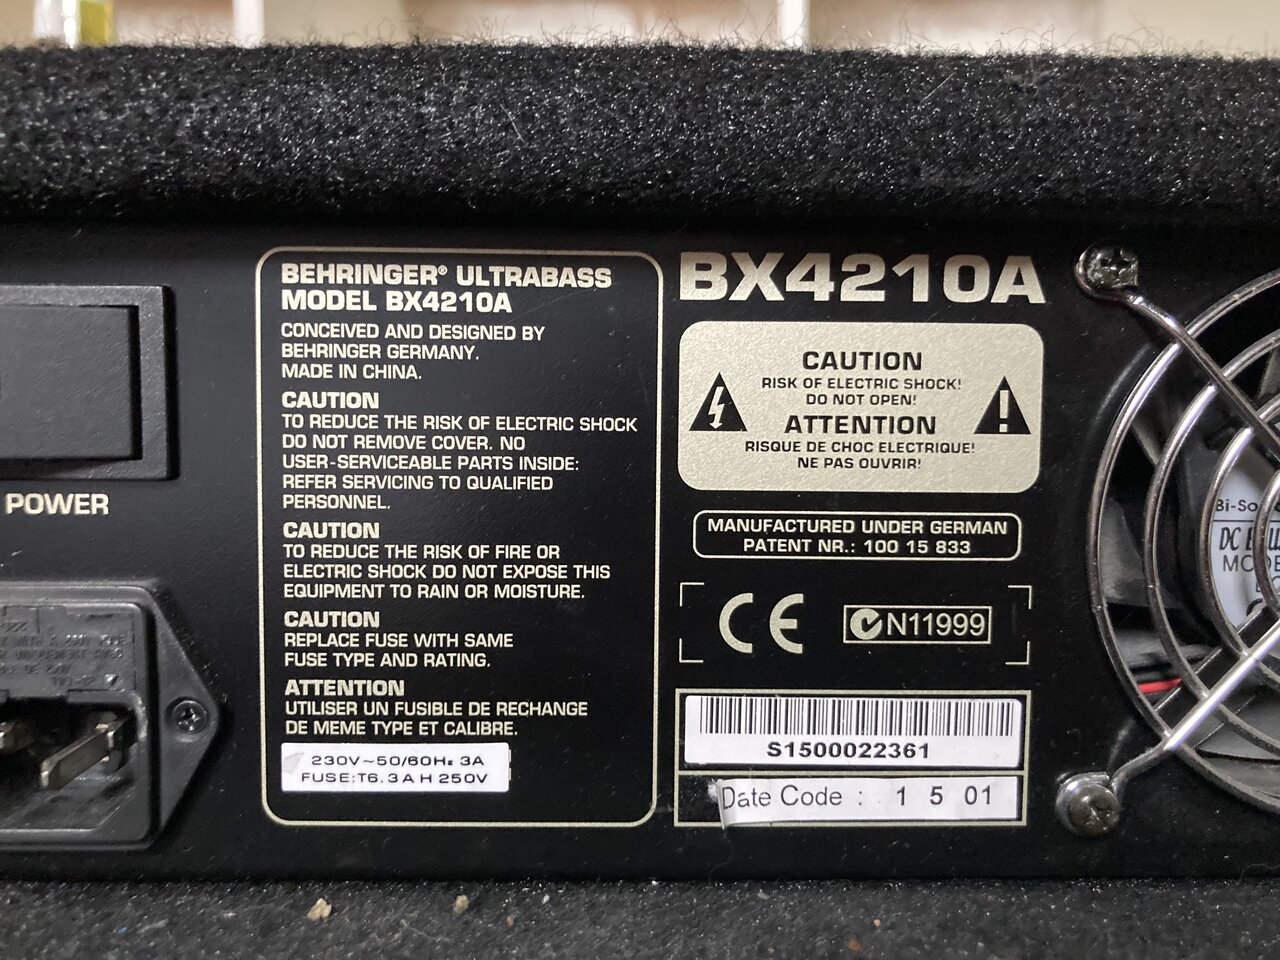 POWER
BEHRINGER® ULTRABASS
MODEL BX4210A
CONCEIVED AND DESIGNED BY
BEHRINGER GERMANY.
MADE IN CHINA.
CAUTION
TO REDUCE THE RISK OF ELECTRIC SHOCK
DO NOT REMOVE COVER. NO
USER-SERVICEABLE PARTS INSIDE:
REFER SERVICING TO QUALIFIED
PERSONNEL.
CAUTION
TO REDUCE THE RISK OF FIRE OR
ELECTRIC SHOCK DO NOT EXPOSE THIS
EQUIPMENT TO RAIN OR MOISTURE.
CAUTION
REPLACE FUSE WITH SAME
FUSE TYPE AND RATING.
ATTENTION
UTILISER UN FUSIBLE DE RECHANGE
DE MEME TYPE ET CALIBRE.
230V~50/60Hz 3A
FUSE:T6.3A H 250V
BX4210A
CAUTION
RISK OF ELECTRIC SHOCK!
DO NOT OPEN!
ATTENTION
RISQUE DE CHOC ELECTRIQUE!
NE PAS OUVRIR!
MANUFACTURED UNDER GERMAN
PATENT NR.: 100 15 833
CE
N11999
S1500022361
Date Code : 1 5 01
Bi-So
DC